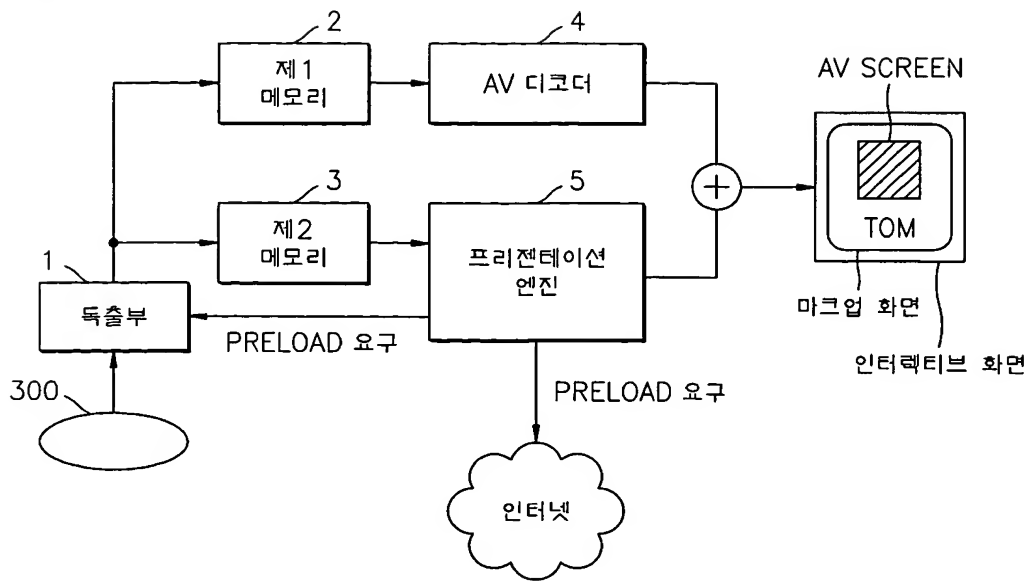 2
제1
메모리
4
AV 디코더
AV SCREEN
TOM
마크업 화면
인터렉티브 화면
3
제2
메모리
5
프리젠테이션
엔진
1
독출부
PRELOAD 요구
300
PRELOAD 요구
인터넷